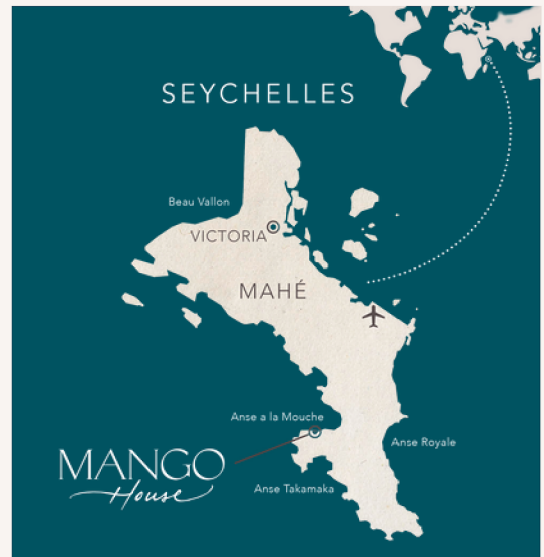 SEYCHELLES
Beau Vallon
VICTORIA
MAHÉ
Anse a la Mouche
Anse Royale
MANGO
House
Anse Takamaka